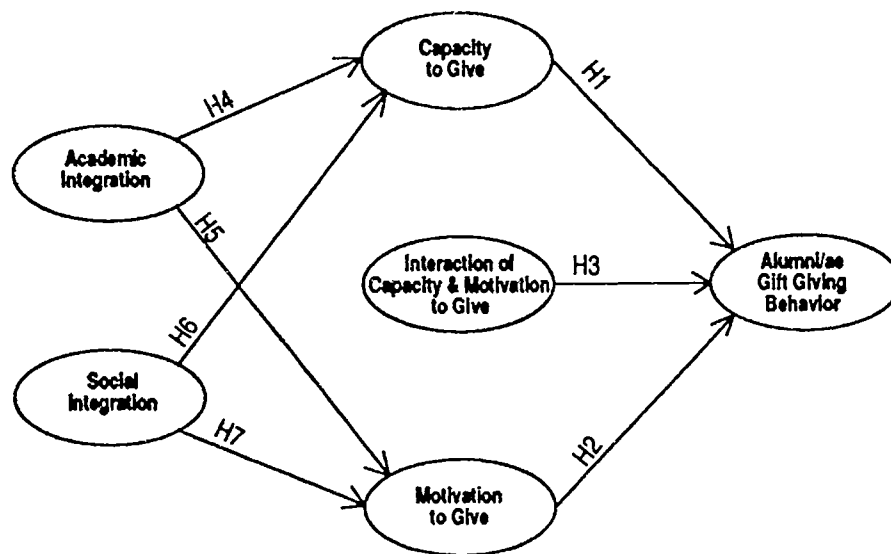 Capacity
to Give
H1
H4
Academic
Integration
H5
Interaction of
Capacity & Motivation
to Give
H3
Alumni/ae
Gift Giving
Behavior
H6
Social
Integration
H7
H2
Motivation
to Give